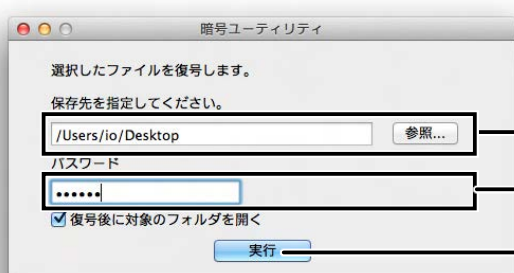 暗号ユーティリティ
選択したファイルを復号します。
保存先を指定してください。
/Users/io/Desktop 参照...
パスワード
••••••
復号後に対象のフォルダを開く
実行